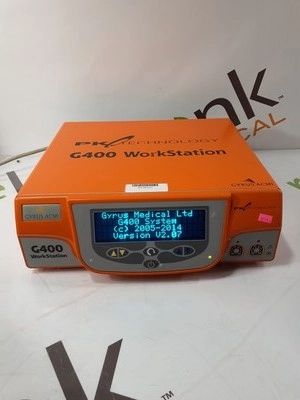 PK TECHNOLOGY
G400 WorkStation
GYRUS ACMI
GYRUS ACMI
PK
Gyrus Medical Ltd
G400 System
(c) 2005-2014
Version V2.07
G400
WorkStation